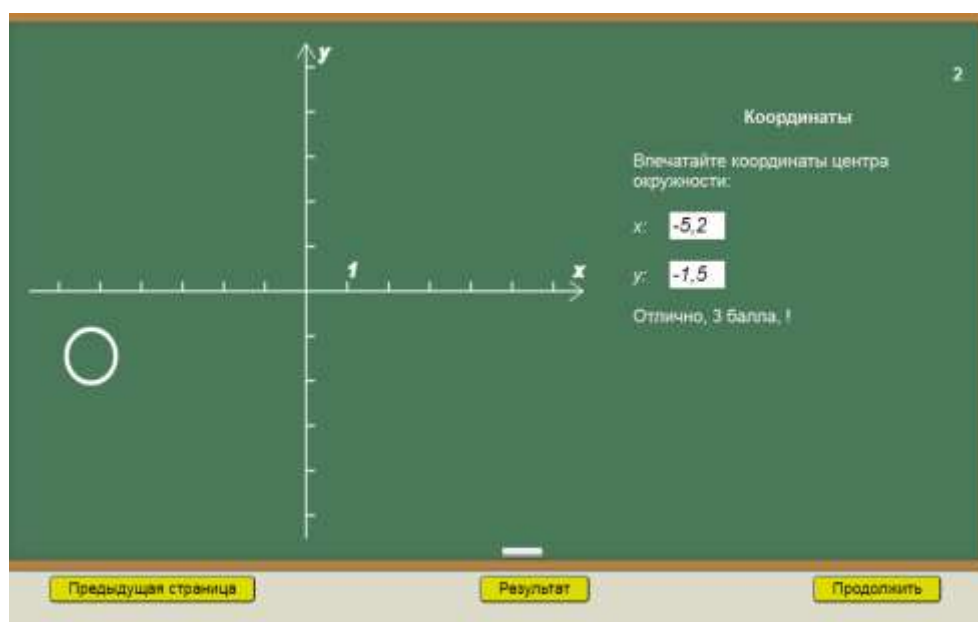 y
2
Координаты
Впечатайте координаты центра
окружности:
x: -5,2
1
x
y: -1,5
Отлично, 3 балла, !
Предыдущая страница
Результат
Продолжить